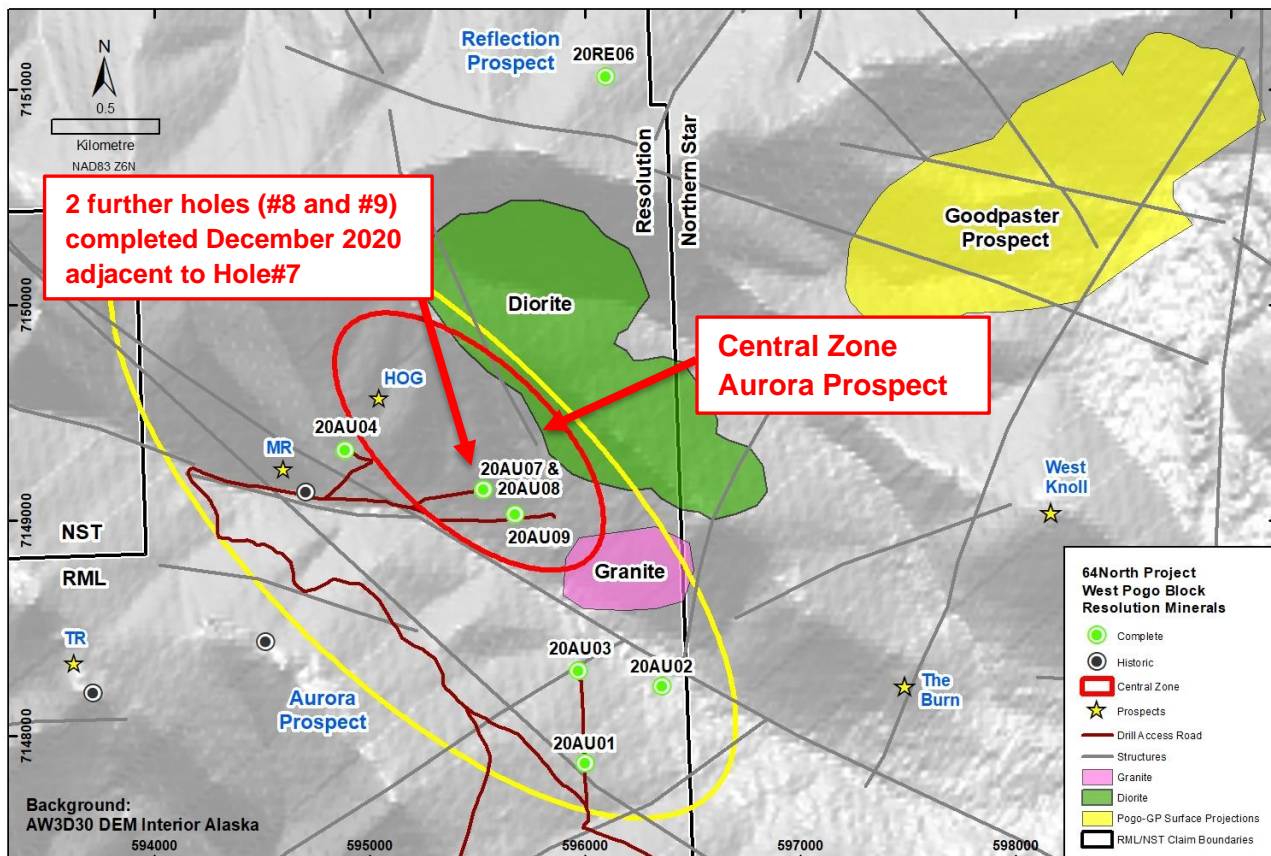 N
0.5
Kilometre
NAD83 Z6N
Reflection
Prospect
20RE06
Resolution
Northern Star
Goodpaster
Prospect
2 further holes (#8 and #9)
completed December 2020
adjacent to Hole#7
Diorite
Central Zone
Aurora Prospect
HOG
20AU04
MR
20AU07 &
20AU08
20AU09
West
Knoll
NST
RML
Granite
TR
20AU03
20AU02
Aurora
Prospect
The
Burn
20AU01
Background:
AW3D30 DEM Interior Alaska
64North Project
West Pogo Block
Resolution Minerals
Complete
Historic
Central Zone
Prospects
Drill Access Road
Structures
Granite
Diorite
Pogo-GP Surface Projections
RML/NST Claim Boundaries
7151000
7150000
7149000
7148000
594000
595000
596000
597000
598000